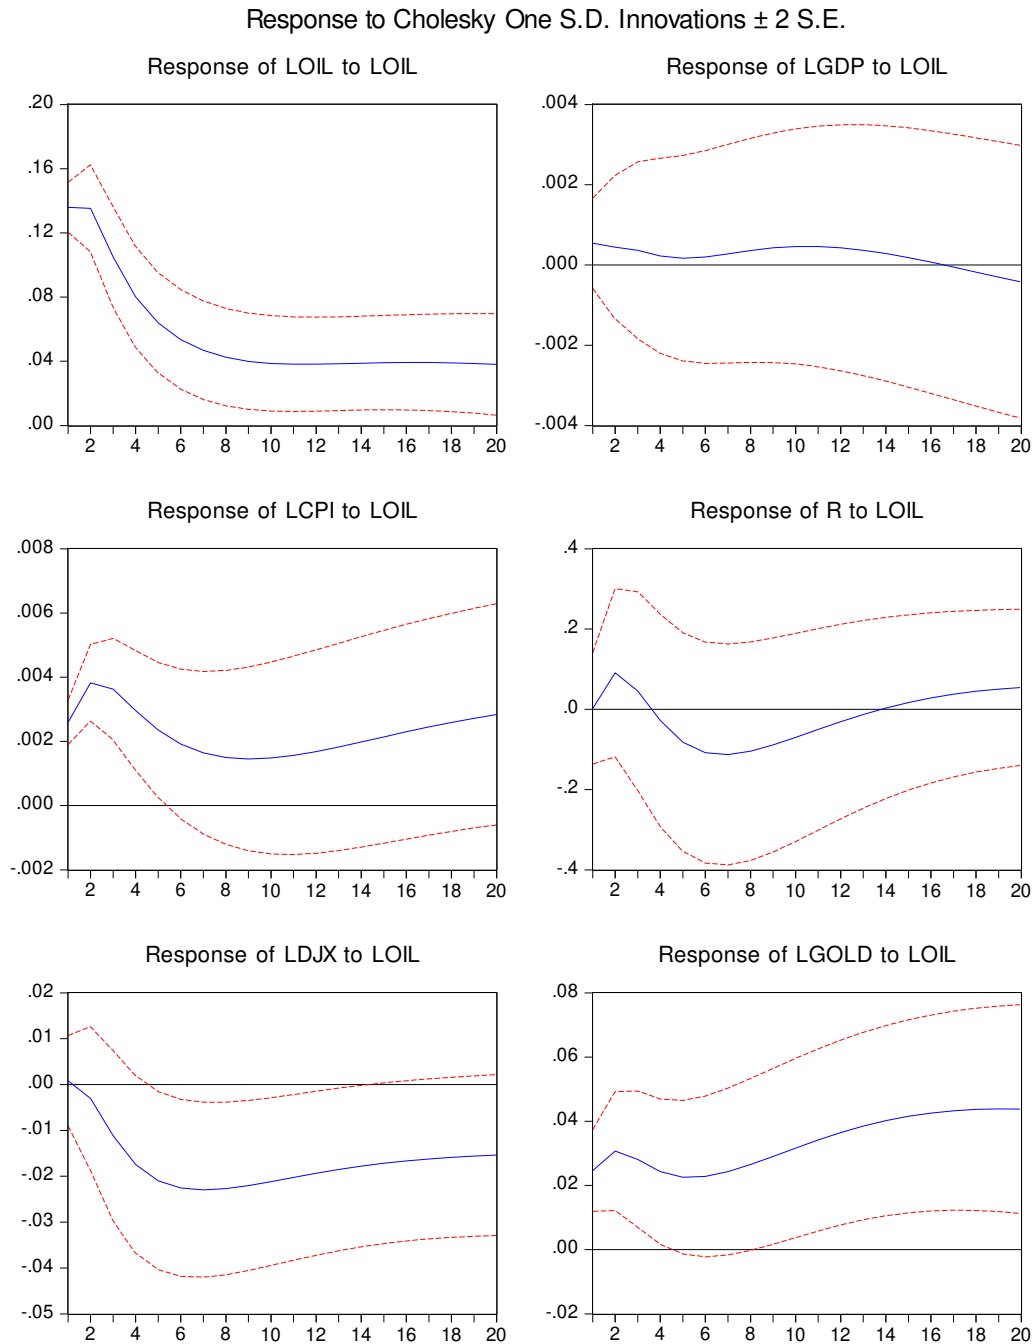 Response to Cholesky One S.D. Innovations ± 2 S.E.
Response of LOIL to LOIL
.20
.16
.12
.08
.04
.00
2 4 6 8 10 12 14 16 18 20
Response of LGDP to LOIL
.004
.002
.000
-.002
-.004
2 4 6 8 10 12 14 16 18 20
Response of LCPI to LOIL
.008
.006
.004
.002
.000
-.002
2 4 6 8 10 12 14 16 18 20
Response of R to LOIL
.4
.2
.0
-.2
-.4
2 4 6 8 10 12 14 16 18 20
Response of LDJX to LOIL
.02
.01
.00
-.01
-.02
-.03
-.04
-.05
2 4 6 8 10 12 14 16 18 20
Response of LGOLD to LOIL
.08
.06
.04
.02
.00
-.02
2 4 6 8 10 12 14 16 18 20